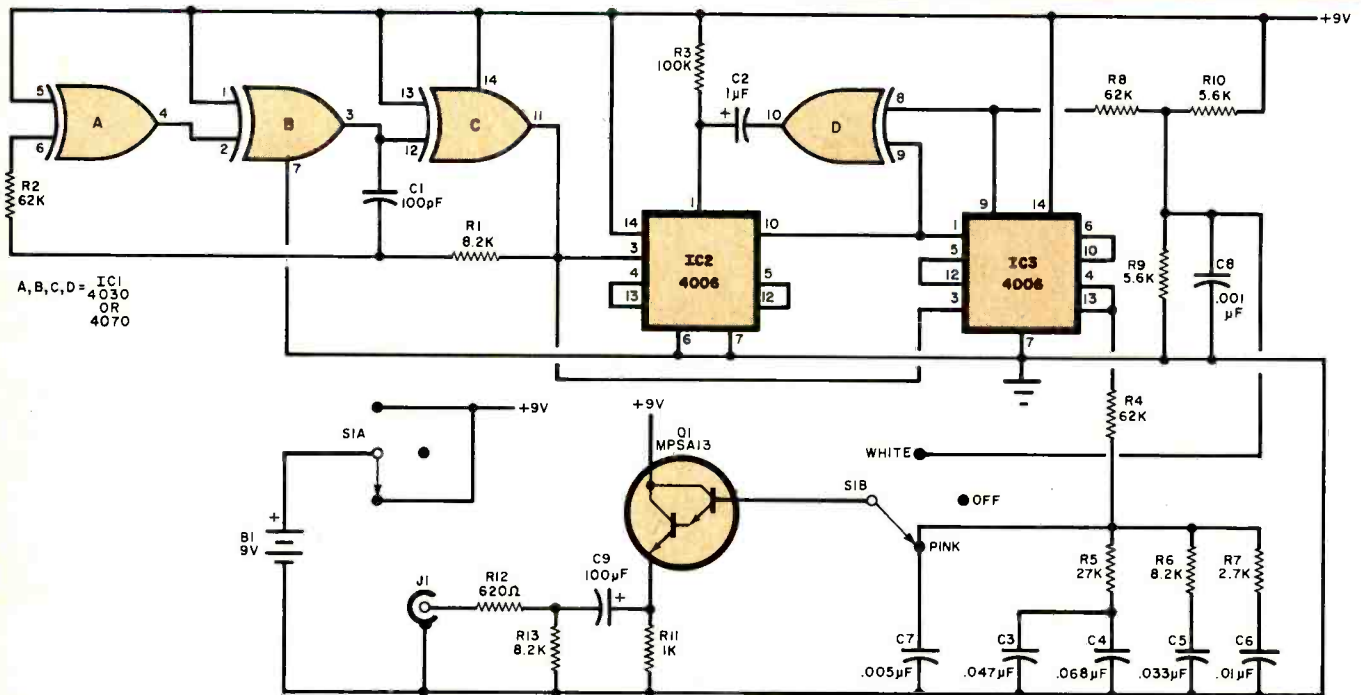 +9V
R3
100K
C2
1µF
+
R8
62K
R10
5.6K
5
6
A
4
1
2
B
3
7
13
12
C
14
11
10
D
8
9
R2
62K
C1
100pF
R1
8.2K
A,B,C,D= IC1
4030
OR
4070
1
14
3
4
13
IC2
4006
10
5
12
6
7
9
14
1
5
12
3
IC3
4006
6
10
4
13
7
R9
5.6K
C8
.001
µF
R4
62K
S1A
+9V
+
B1
9V
+9V
Q1
MPSA13
WHITE
S1B
OFF
PINK
J1
R12
620Ω
C9
100µF
+
R13
8.2K
R11
1K
R5
27K
R6
8.2K
R7
2.7K
C7
.005µF
C3
.047µF
C4
.068µF
C5
.033µF
C6
.01µF